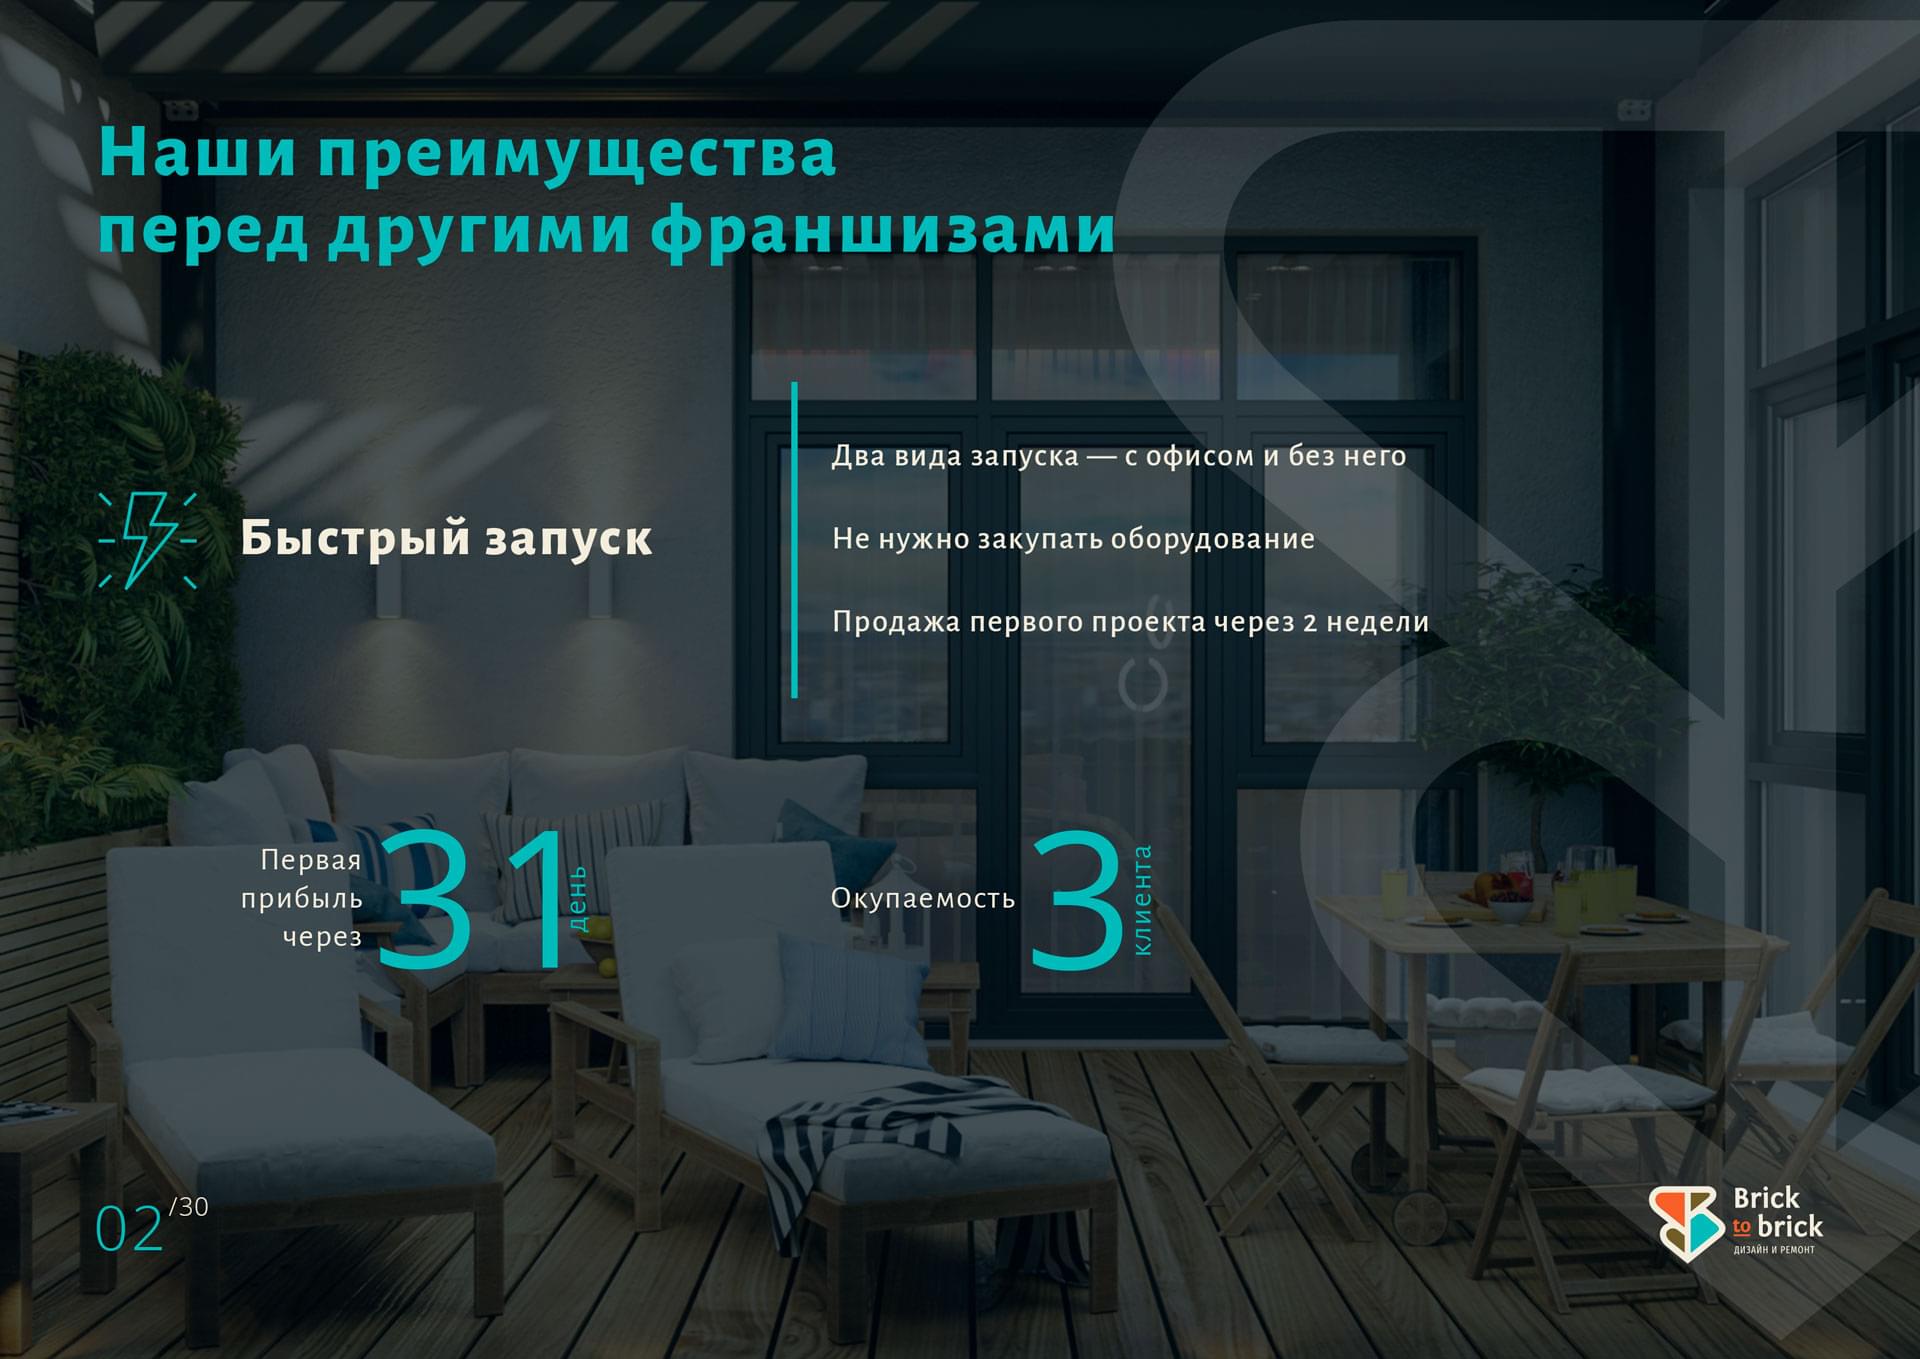 Наши преимущества
перед другими франшизами
Быстрый запуск
Два вида запуска — с офисом и без него
Не нужно закупать оборудование
Продажа первого проекта через 2 недели
Первая
прибыль
через
31
день
Окупаемость
3
клиента
02/30
Brick
to brick
ДИЗАЙН И РЕМОНТ